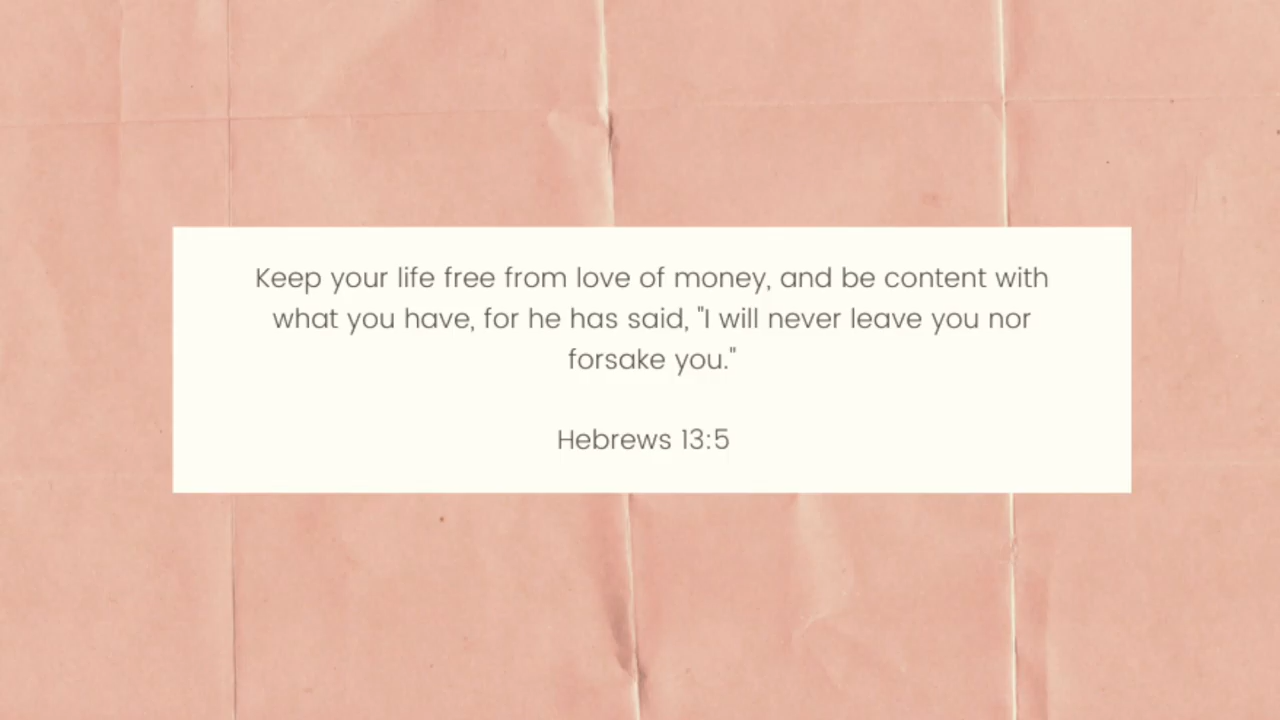 Keep your life free from love of money, and be content with
what you have, for he has said, "I will never leave you nor
forsake you."
Hebrews 13:5